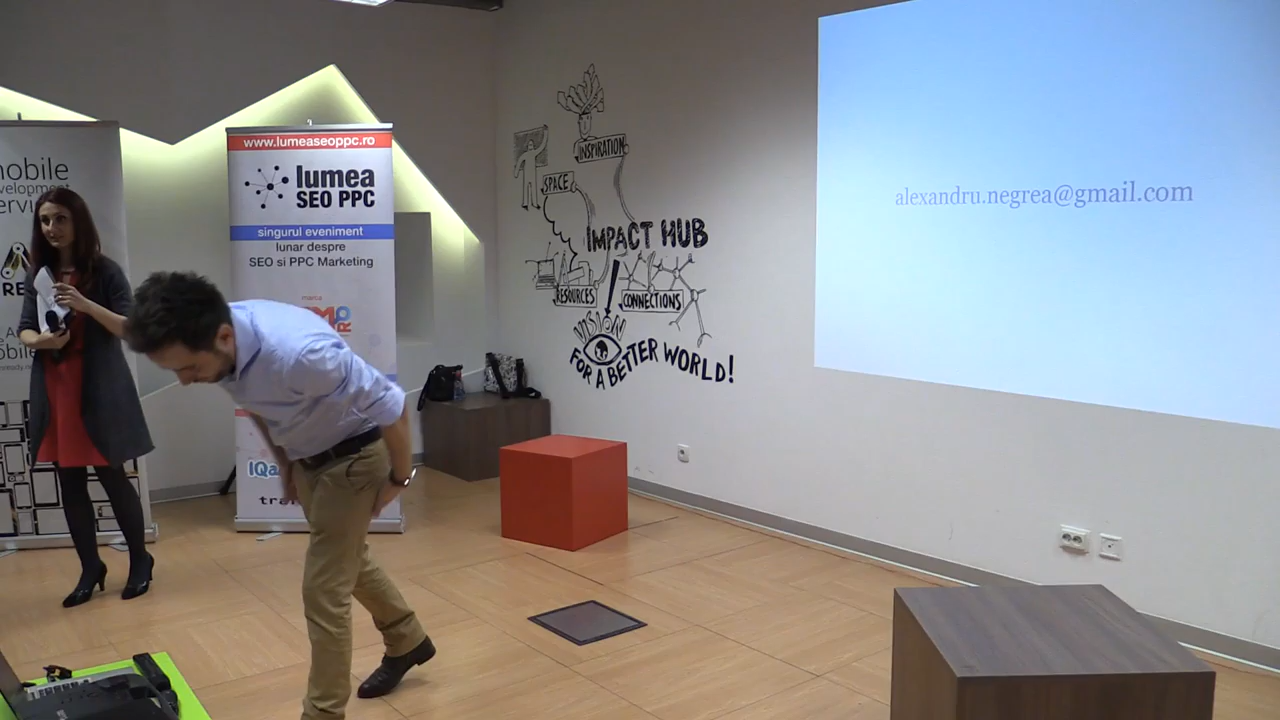 mobile
www.lumeaseoppc.ro
lumea
SEO PPC
singurul eveniment
lunar despre
SEO si PPC Marketing
marca
INSPIRATION
SPACE
IMPACT HUB
RESOURCES
CONNECTIONS
VISION
FOR A BETTER WORLD!
alexandru.negrea@gmail.com